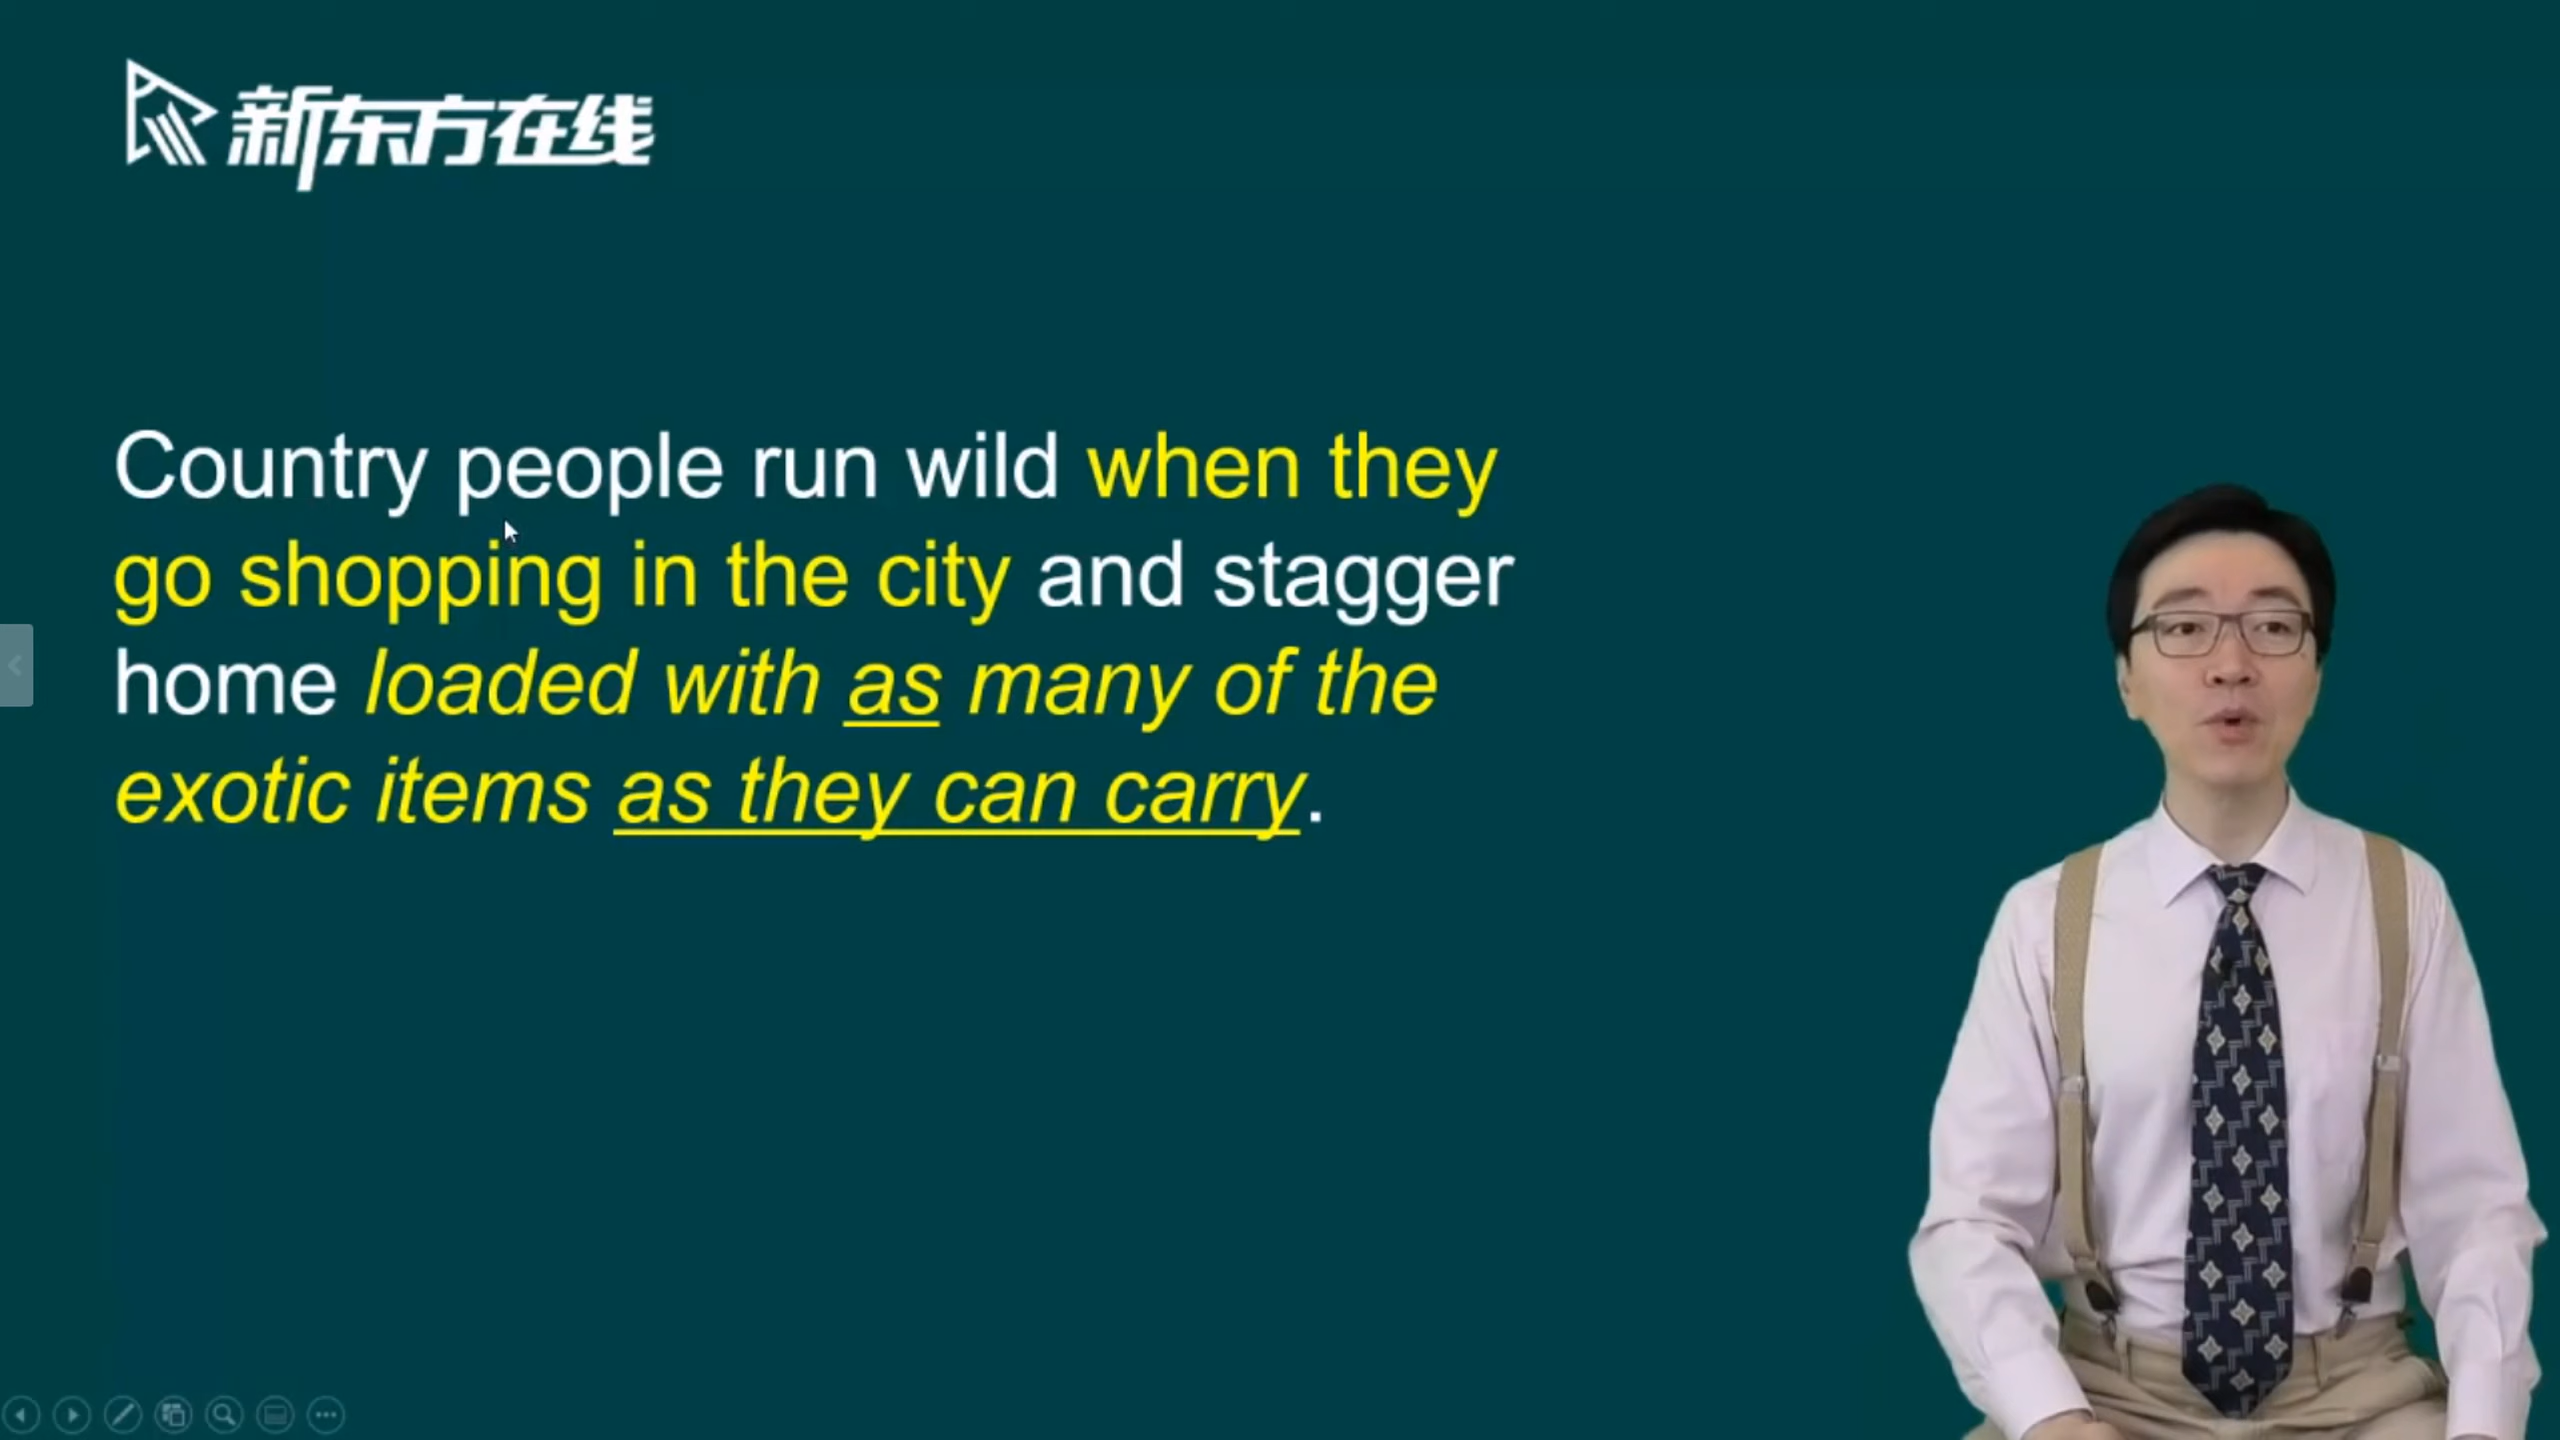 新东方在线
Country people run wild when they
go shopping in the city and stagger
home loaded with as many of the
exotic items as they can carry.